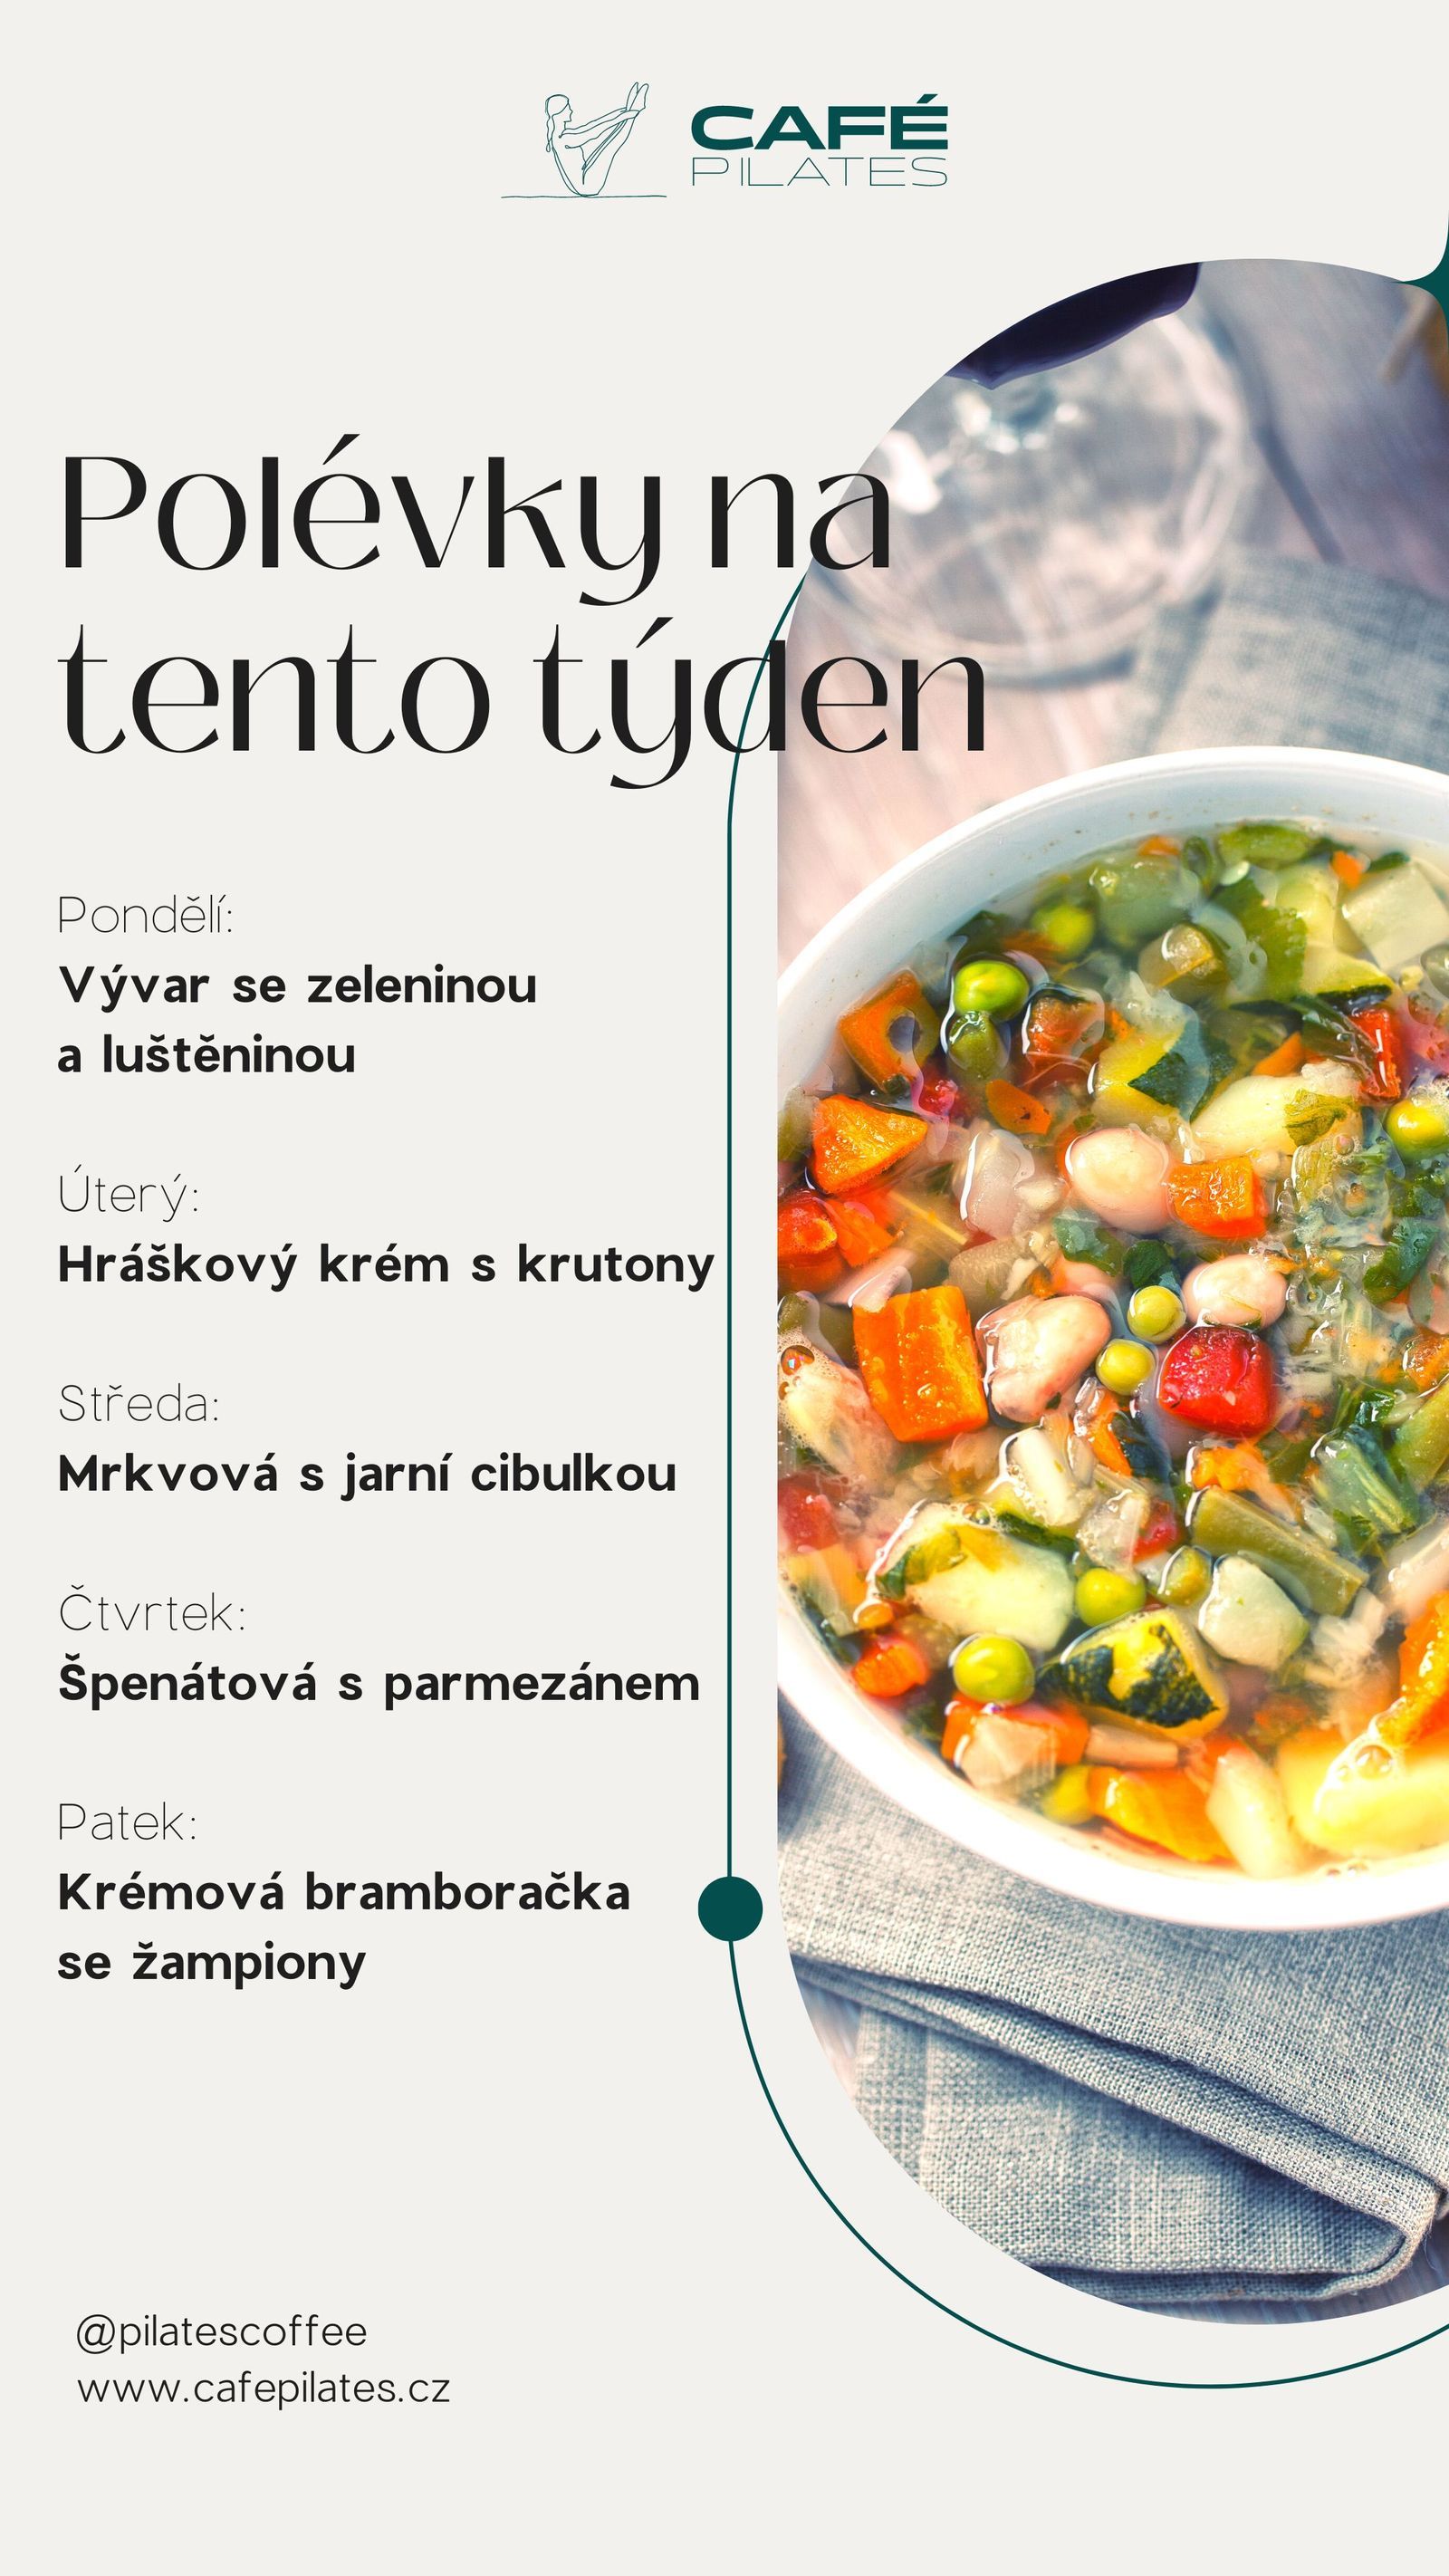 CAFÉ
PILATES
Polévky na
tento týden
Pondělí:
Vývar se zeleninou
a luštěninou
Úterý:
Hráškový krém s krutony
Středa:
Mrkvová s jarní cibulkou
Čtvrtek:
Špenátová s parmezánem
Patek:
Krémová bramboračka
se žampiony
@pilatescoffee
www.cafepilates.cz